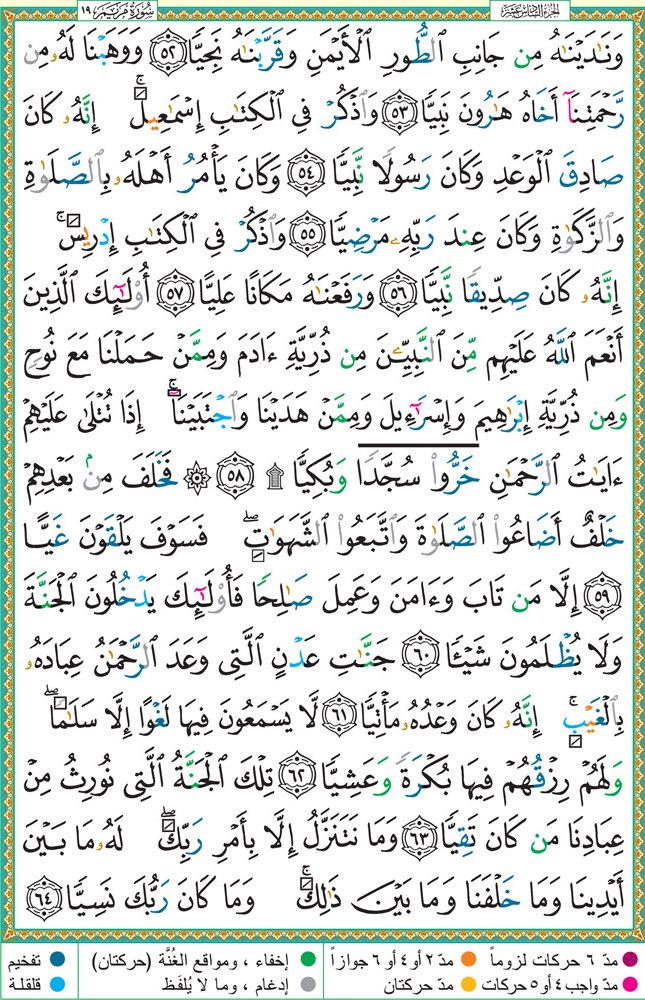 سُورَةُ مَرْيَم ١٩
الجزء السادس عشر
وَنَٰدَيْنَٰهُ مِن جَانِبِ ٱلطُّورِ ٱلْأَيْمَنِ وَقَرَّبْنَٰهُ نَجِيًّا ﴿٥٢﴾ وَوَهَبْنَا لَهُۥ مِن
رَّحْمَتِنَآ أَخَاهُ هَٰرُونَ نَبِيًّا ﴿٥٣﴾ وَٱذْكُرْ فِى ٱلْكِتَٰبِ إِسْمَٰعِيلَ ۚ إِنَّهُۥ كَانَ
صَادِقَ ٱلْوَعْدِ وَكَانَ رَسُولًا نَّبِيًّا ﴿٥٤﴾ وَكَانَ يَأْمُرُ أَهْلَهُۥ بِٱلصَّلَوٰةِ
وَٱلزَّكَوٰةِ وَكَانَ عِندَ رَبِّهِۦ مَرْضِيًّا ﴿٥٥﴾ وَٱذْكُرْ فِى ٱلْكِتَٰبِ إِدْرِيسَ ۚ
إِنَّهُۥ كَانَ صِدِّيقًا نَّبِيًّا ﴿٥٦﴾ وَرَفَعْنَٰهُ مَكَانًا عَلِيًّا ﴿٥٧﴾ أُو۟لَٰٓئِكَ ٱلَّذِينَ
أَنْعَمَ ٱللَّهُ عَلَيْهِم مِّنَ ٱلنَّبِيِّـۧنَ مِن ذُرِّيَّةِ ءَادَمَ وَمِمَّنْ حَمَلْنَا مَعَ نُوحٍ
وَمِن ذُرِّيَّةِ إِبْرَٰهِيمَ وَإِسْرَٰٓءِيلَ وَمِمَّنْ هَدَيْنَا وَٱجْتَبَيْنَآ ۚ إِذَا تُتْلَىٰ عَلَيْهِمْ
ءَايَٰتُ ٱلرَّحْمَٰنِ خَرُّوا۟ سُجَّدًا وَبُكِيًّا ۩ ﴿٥٨﴾ ۞ فَخَلَفَ مِنۢ بَعْدِهِمْ
خَلْفٌ أَضَاعُوا۟ ٱلصَّلَوٰةَ وَٱتَّبَعُوا۟ ٱلشَّهَوَٰتِ ۖ فَسَوْفَ يَلْقَوْنَ غَيًّا
﴿٥٩﴾ إِلَّا مَن تَابَ وَءَامَنَ وَعَمِلَ صَٰلِحًا فَأُو۟لَٰٓئِكَ يَدْخُلُونَ ٱلْجَنَّةَ
وَلَا يُظْلَمُونَ شَيْـًٔا ﴿٦٠﴾ جَنَّٰتِ عَدْنٍ ٱلَّتِى وَعَدَ ٱلرَّحْمَٰنُ عِبَادَهُۥ
بِٱلْغَيْبِ ۚ إِنَّهُۥ كَانَ وَعْدُهُۥ مَأْتِيًّا ﴿٦١﴾ لَّا يَسْمَعُونَ فِيهَا لَغْوًا إِلَّا سَلَٰمًا ۖ
وَلَهُمْ رِزْقُهُمْ فِيهَا بُكْرَةً وَعَشِيًّا ﴿٦٢﴾ تِلْكَ ٱلْجَنَّةُ ٱلَّتِى نُورِثُ مِنْ
عِبَادِنَا مَن كَانَ تَقِيًّا ﴿٦٣﴾ وَمَا نَتَنَزَّلُ إِلَّا بِأَمْرِ رَبِّكَ ۖ لَهُۥ مَا بَيْنَ
أَيْدِينَا وَمَا خَلْفَنَا وَمَا بَيْنَ ذَٰلِكَ ۚ وَمَا كَانَ رَبُّكَ نَسِيًّا ﴿٦٤﴾
مدّ ٦ حركات لزوماً مدّ ٢ أو ٤ أو ٦ جوازاً إخفاء ، ومواقع الغُنَّة (حركتان) تفخيم
مدّ واجب ٤ أو ٥ حركات مدّ حركتان إدغام ، وما لا يُلفَظ قلقلة